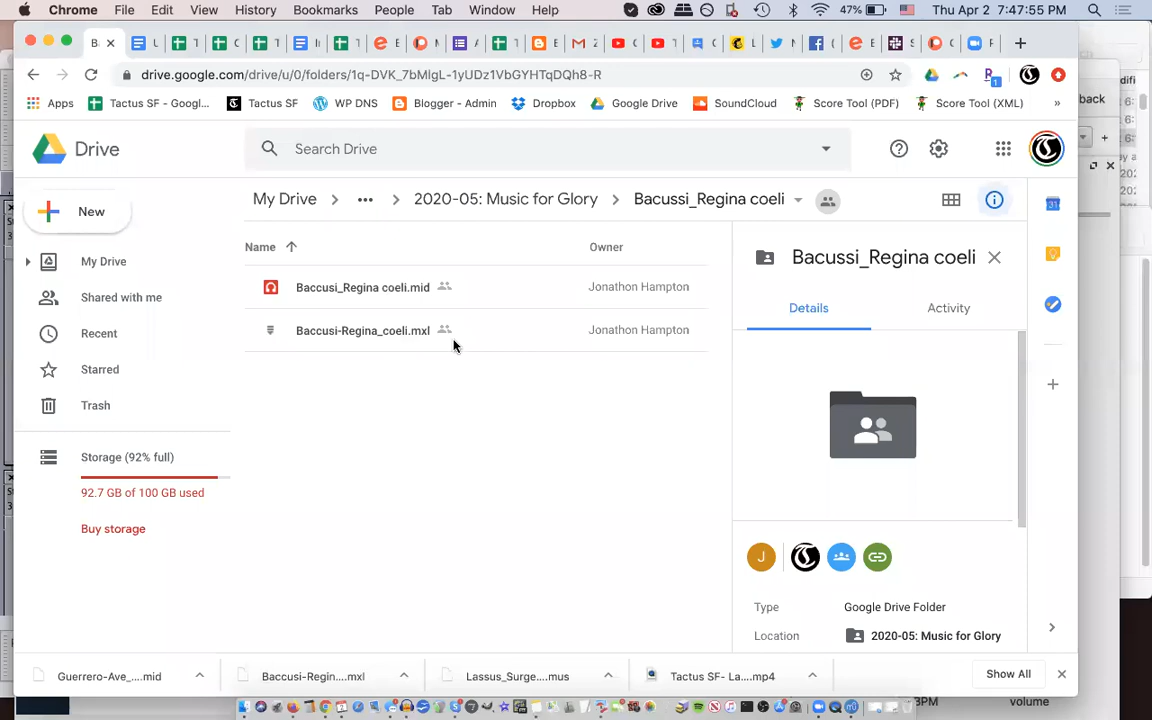 Chrome File Edit View History Bookmarks People Tab Window Help 47% Thu Apr 2 7:47:55 PM
drive.google.com/drive/u/0/folders/1q-DVK_7bMlgL-1yUDz1VbGYHTqDQh8-R
Apps Tactus SF - Googl... Tactus SF WP DNS Blogger - Admin Dropbox Google Drive SoundCloud Score Tool (PDF) Score Tool (XML) »
back
Drive Search Drive
New
My Drive ••• 2020-05: Music for Glory Bacussi_Regina coeli
31
Name Owner
Bacussi_Regina coeli
My Drive
Baccusi_Regina coeli.mid Jonathon Hampton
Shared with me
Details Activity
Baccusi-Regina_coeli.mxl Jonathon Hampton
Recent
Starred
Trash
Storage (92% full)
92.7 GB of 100 GB used
Buy storage
J
Type Google Drive Folder
Location 2020-05: Music for Glory
Guerrero-Ave_....mid Baccusi-Regin....mxl Lassus_Surge....mus Tactus SF- La....mp4 Show All
volume